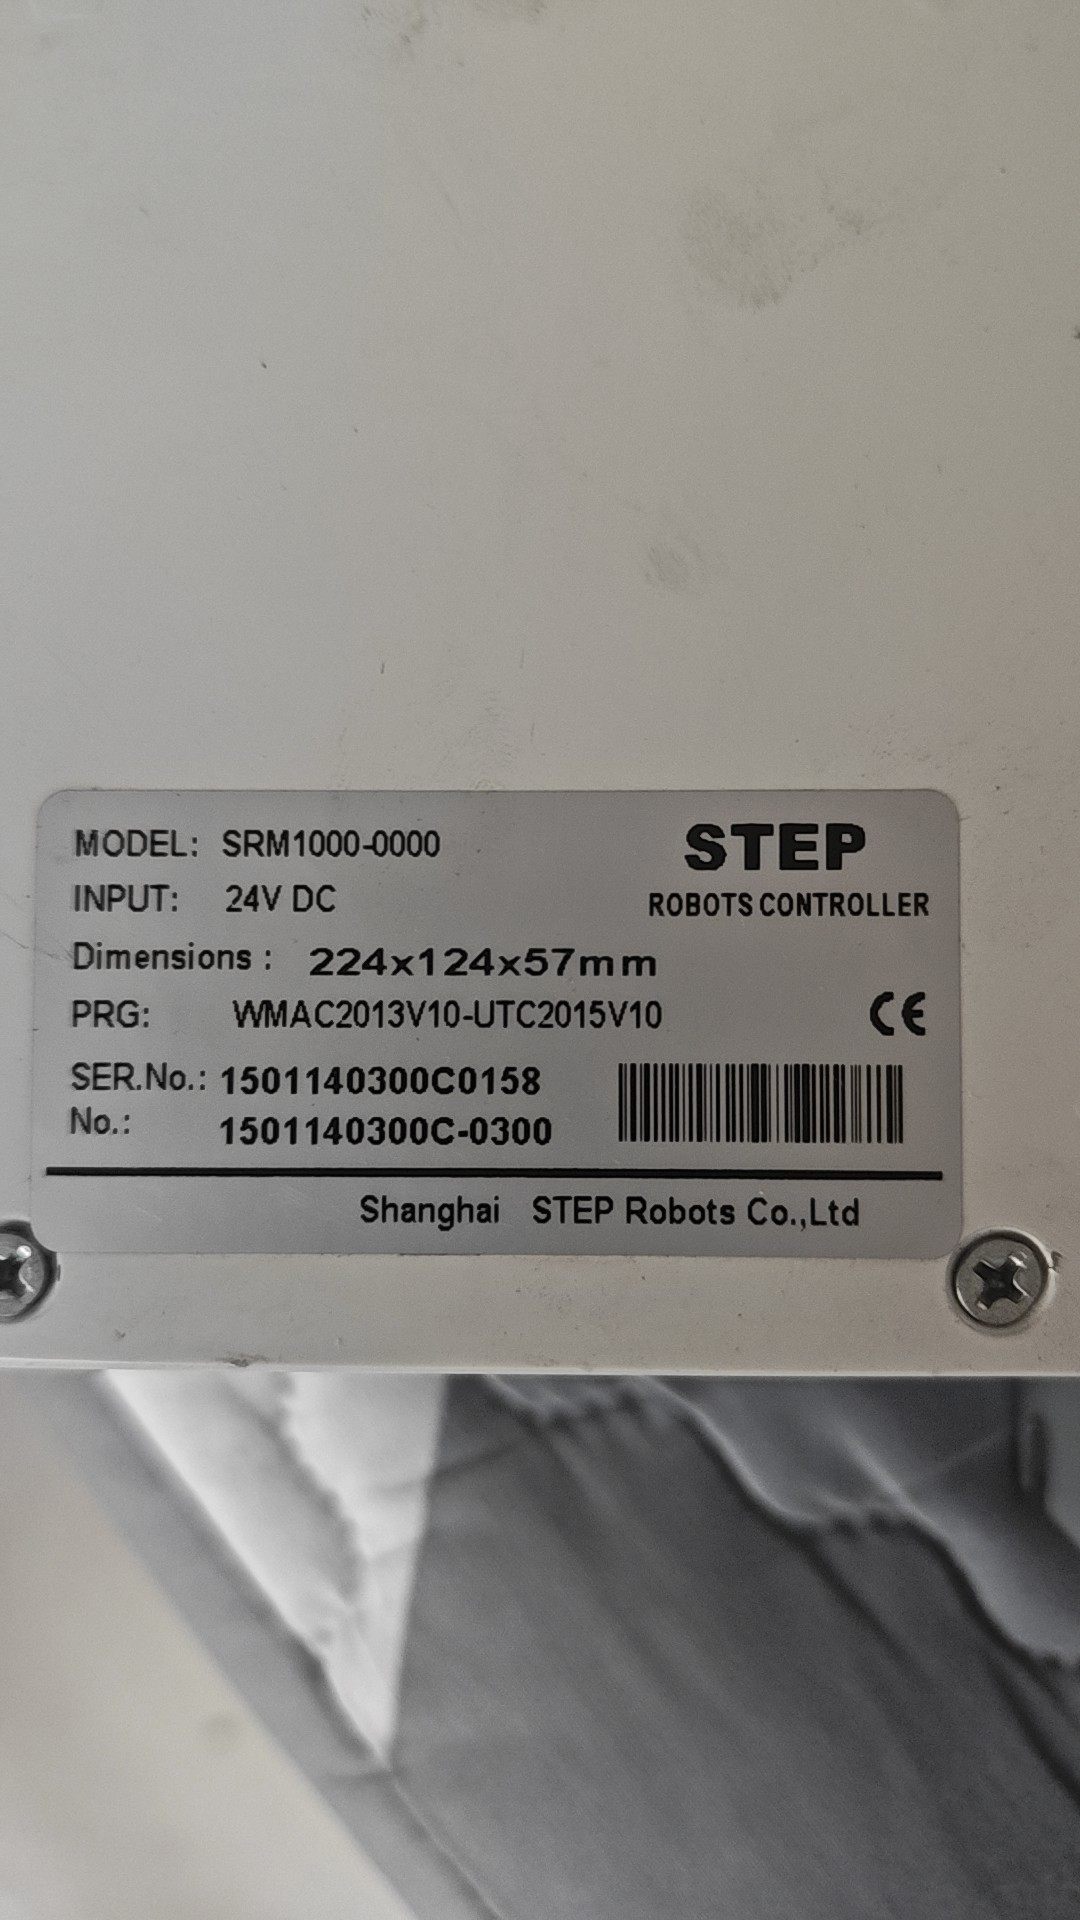 MODEL: SRM1000-0000
STEP
INPUT: 24V DC
ROBOTS CONTROLLER
Dimensions : 224x124x57mm
PRG: WMAC2013V10-UTC2015V10
CE
SER.No.: 1501140300C0158
No.: 1501140300C-0300
Shanghai STEP Robots Co.,Ltd